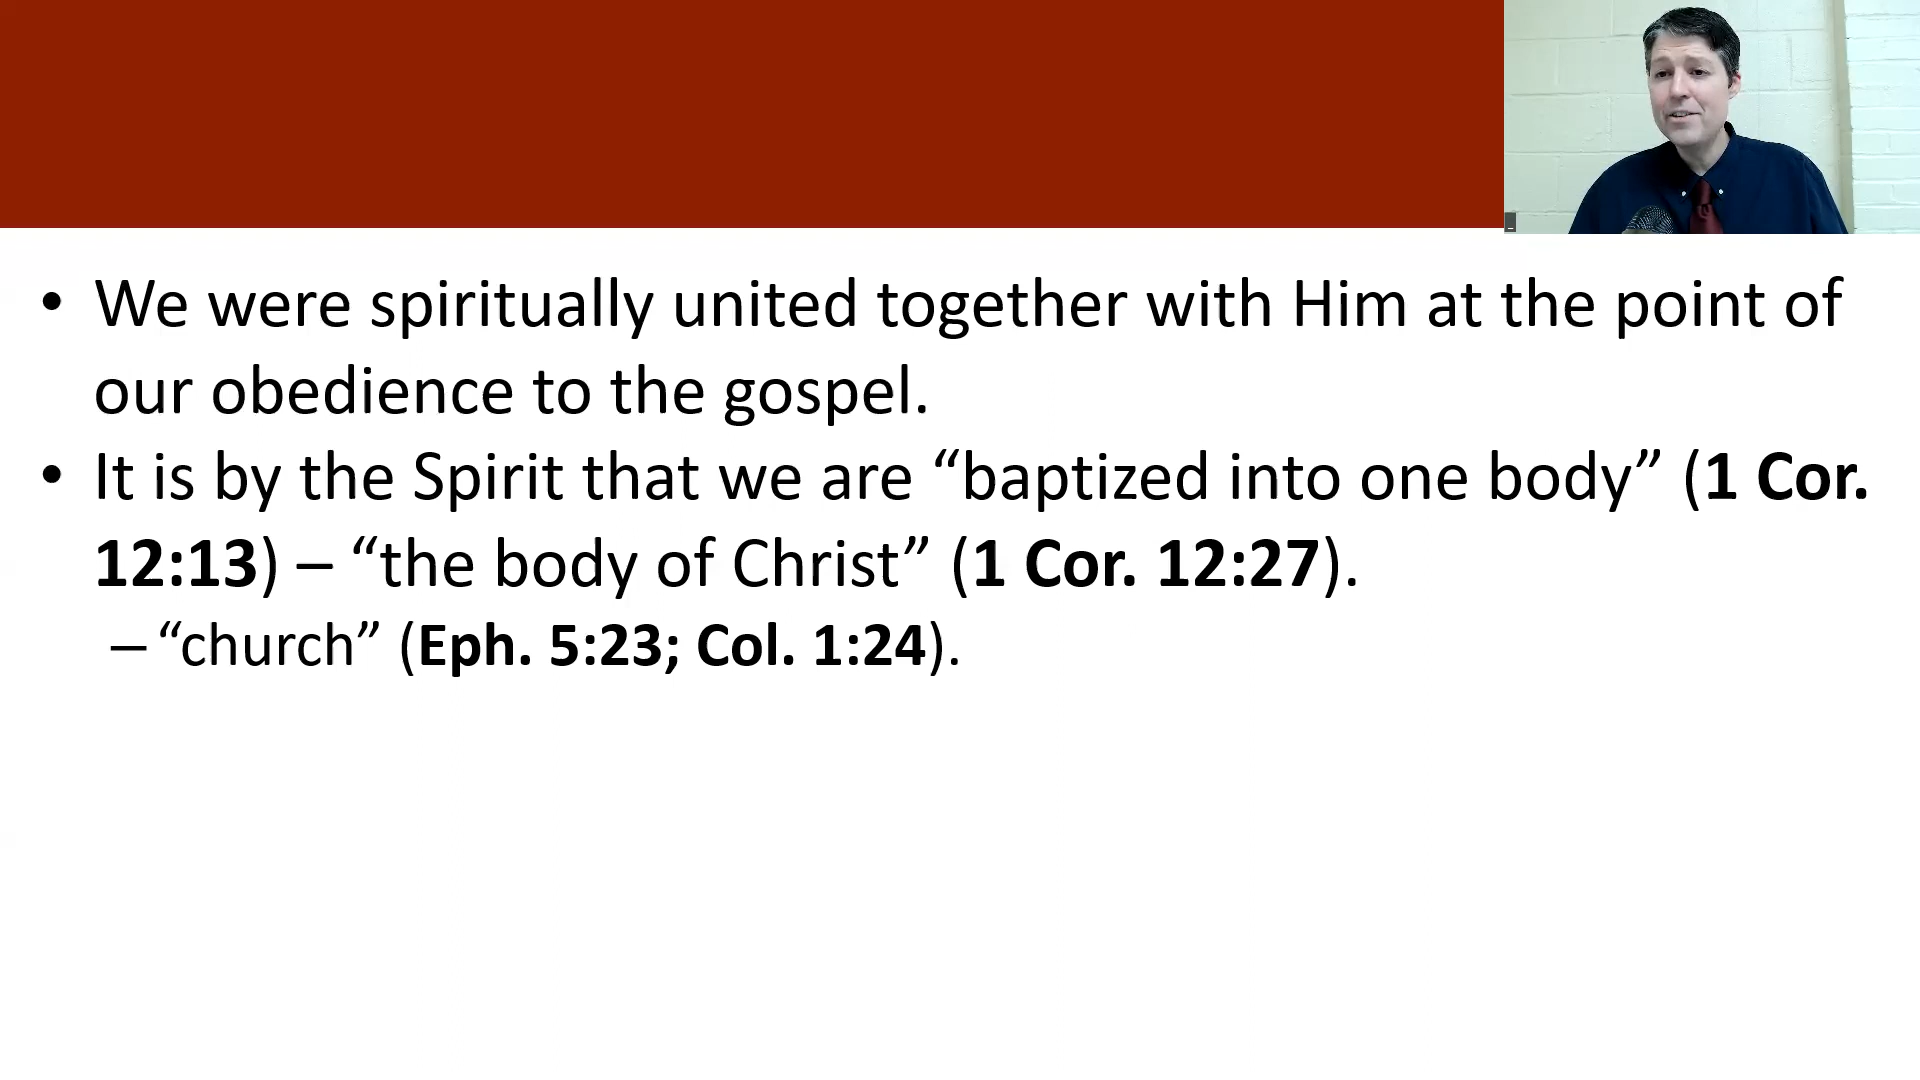 • We were spiritually united together with Him at the point of
our obedience to the gospel.
• It is by the Spirit that we are “baptized into one body” (1 Cor.
12:13) – “the body of Christ” (1 Cor. 12:27).
– “church” (Eph. 5:23; Col. 1:24).